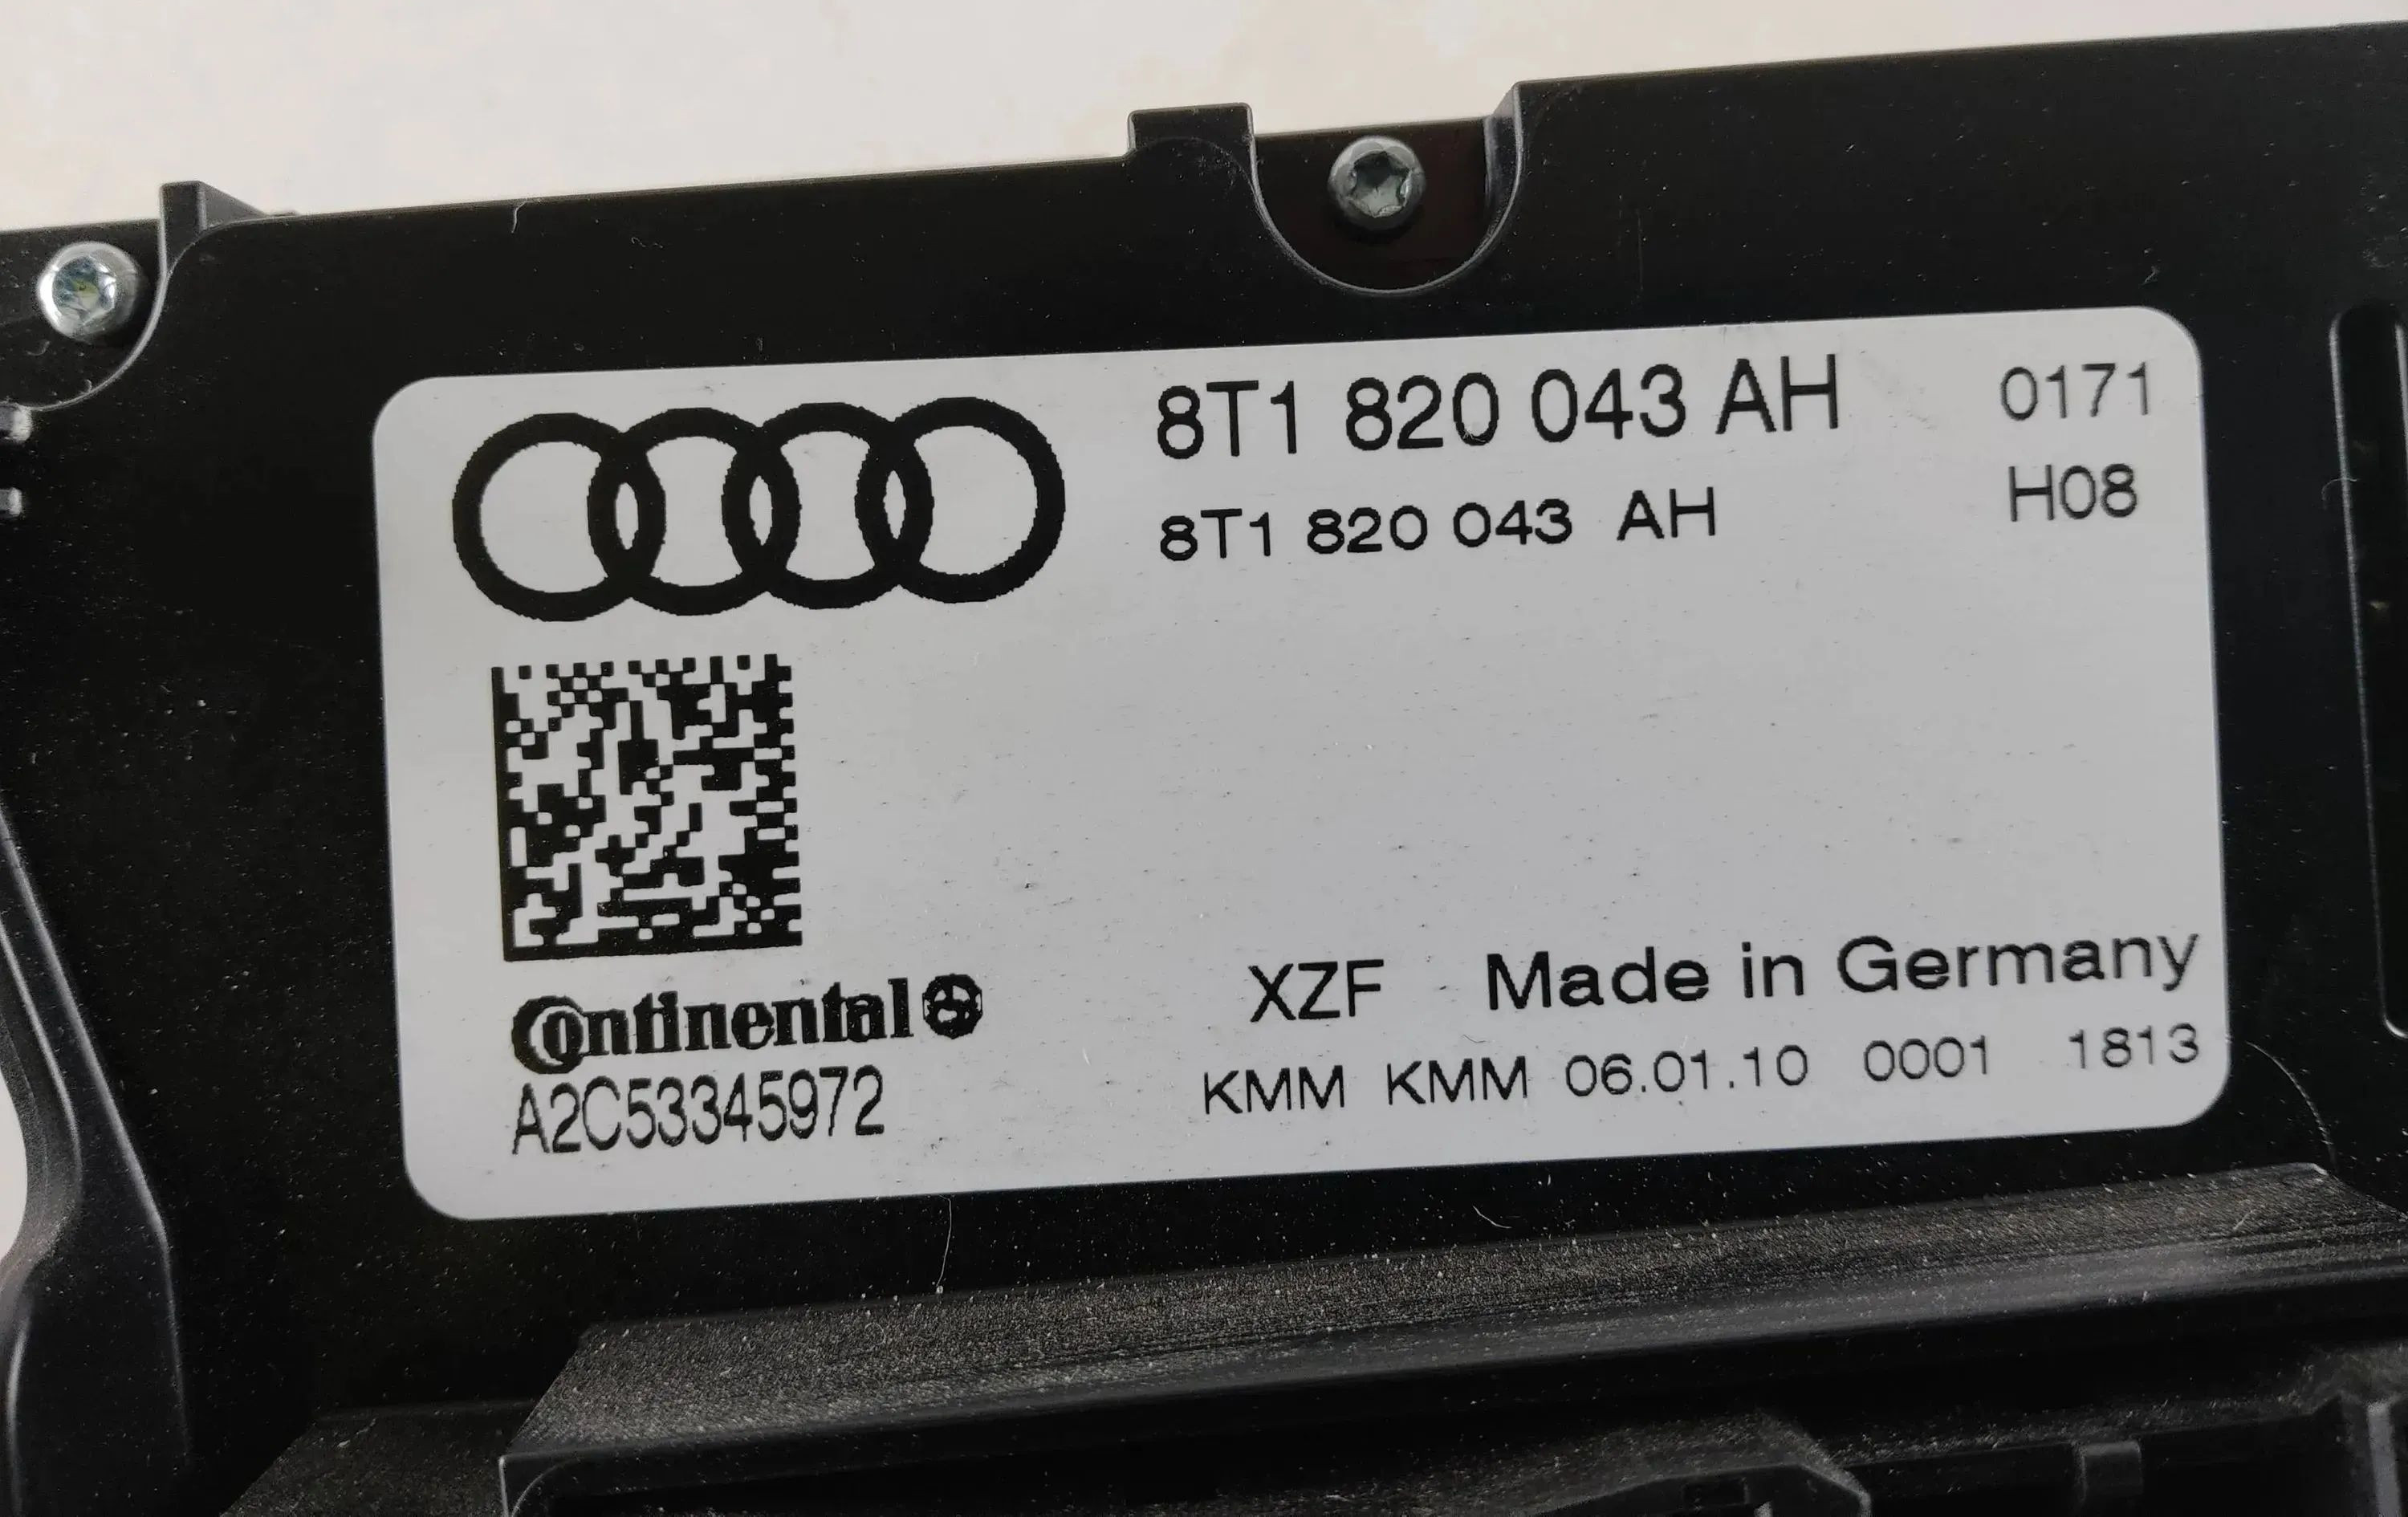 8T1 820 043 AH 0171
8T1 820 043 AH H08
Continental
A2C53345972
XZF Made in Germany
KMM KMM 06.01.10 0001 1813